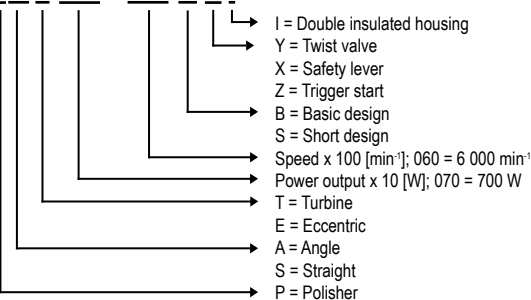 I = Double insulated housing
Y = Twist valve
X = Safety lever
Z = Trigger start
B = Basic design
S = Short design
Speed x 100 [min⁻¹]; 060 = 6 000 min⁻¹
Power output x 10 [W]; 070 = 700 W
T = Turbine
E = Eccentric
A = Angle
S = Straight
P = Polisher